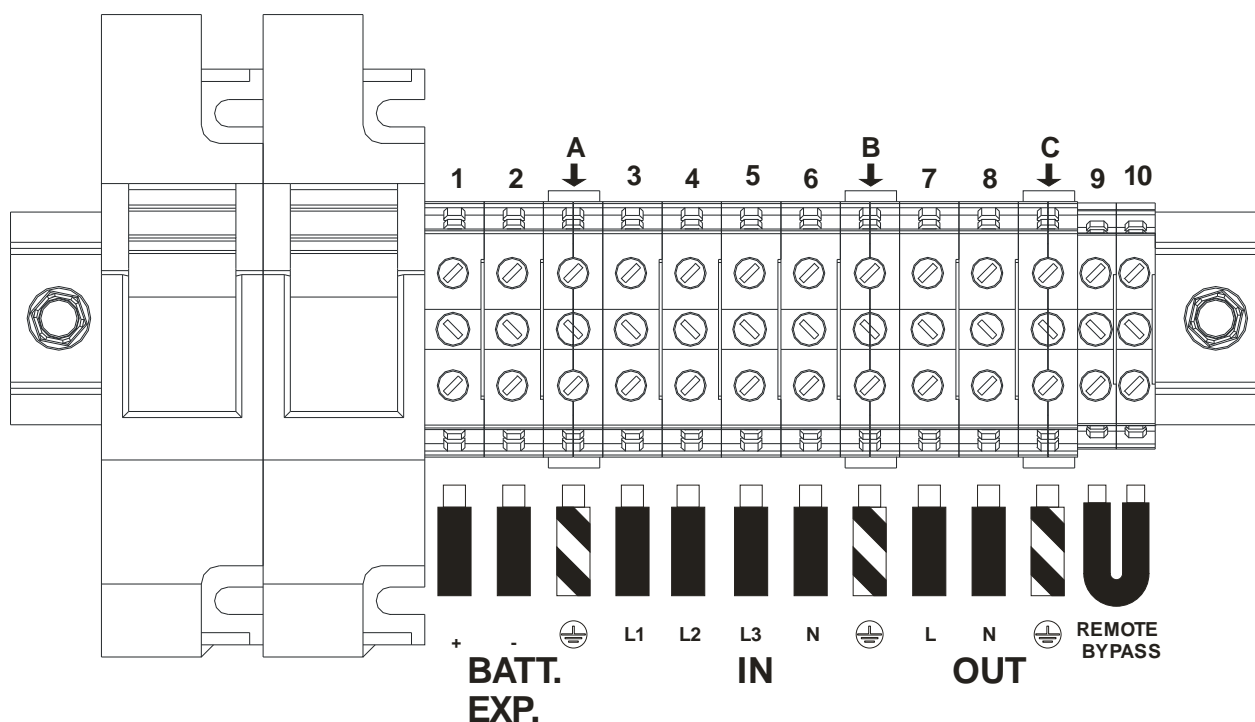 A B C
1 2 3 4 5 6 7 8 9 10
+ - L1 L2 L3 N L N REMOTE
BYPASS
BATT. IN OUT
EXP.